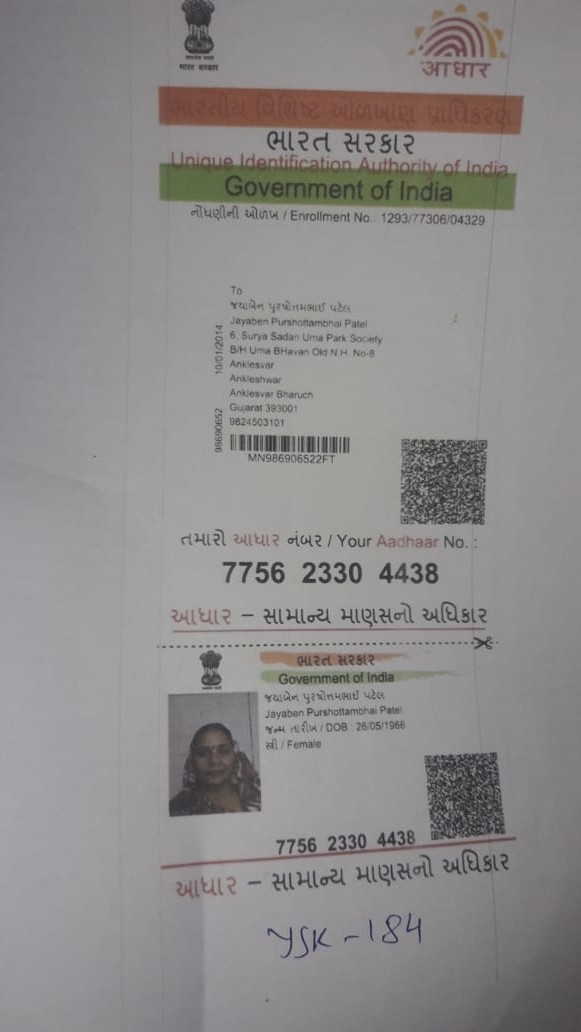 भारत सरकार
आधार
ભારતીય વિશિષ્ટ ઓળખાણ પ્રાધિકરણ
ભારત સરકાર
Unique Identification Authority of India
Government of India
નોંધણીની ઓળખ / Enrollment No.: 1293/77306/04329
To
જયાબેન પુરષોત્તમભાઈ પટેલ
Jayaben Purshottambhai Patel
6, Surya Sadan Uma Park Society
B/H Uma BHavan Old N.H. No-8
Anklesvar
Ankleshwar
Anklesvar Bharuch
Gujarat 393001
9824503101
10/01/2014
98690652
MN986906522FT
તમારો આધાર નંબર / Your Aadhaar No. :
7756 2330 4438
આધાર – સામાન્ય માણસનો અધિકાર
ભારત સરકાર
Government of India
જયાબેન પુરષોત્તમભાઈ પટેલ
Jayaben Purshottambhai Patel
જન્મ તારીખ / DOB : 26/05/1966
સ્ત્રી / Female
7756 2330 4438
આધાર – સામાન્ય માણસનો અધિકાર
YSK-184